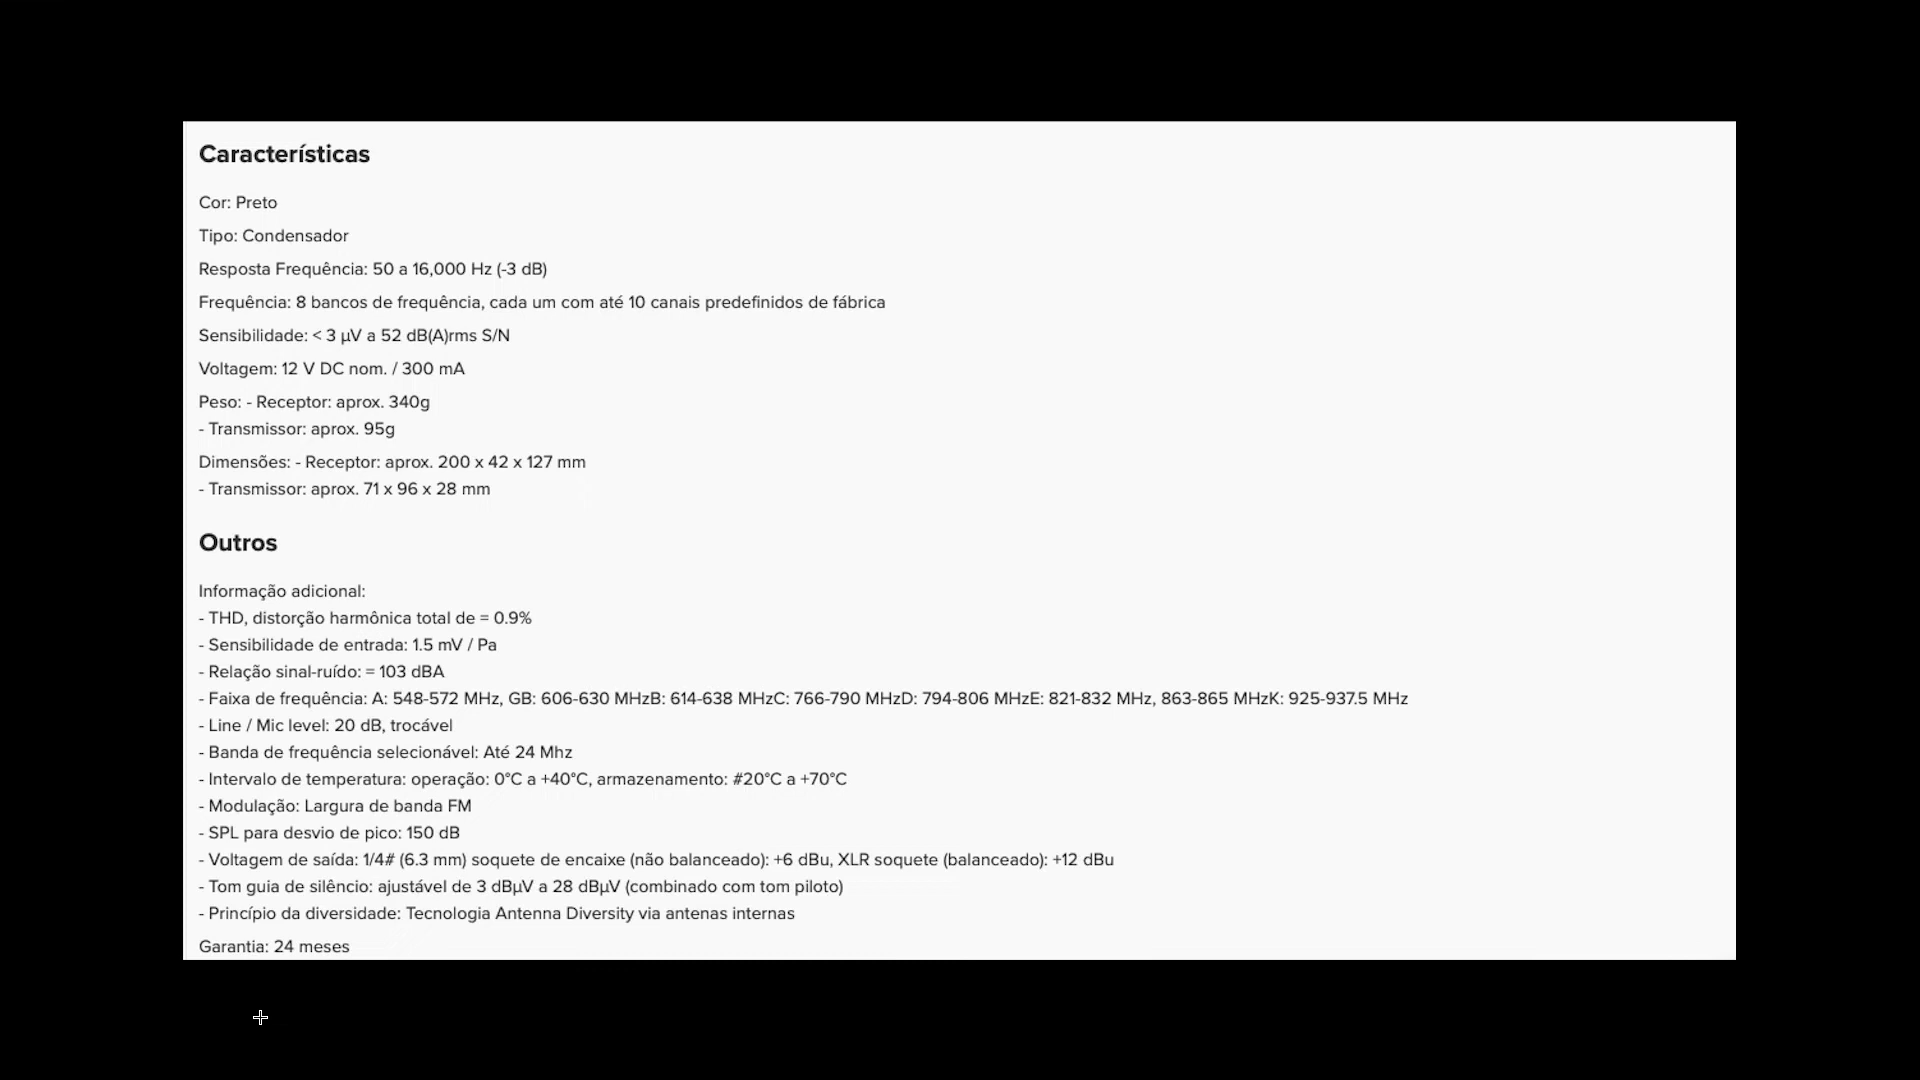 Características
Cor: Preto
Tipo: Condensador
Resposta Frequência: 50 a 16,000 Hz (-3 dB)
Frequência: 8 bancos de frequência, cada um com até 10 canais predefinidos de fábrica
Sensibilidade: < 3 μV a 52 dB(A)rms S/N
Voltagem: 12 V DC nom. / 300 mA
Peso: - Receptor: aprox. 340g
- Transmissor: aprox. 95g
Dimensões: - Receptor: aprox. 200 x 42 x 127 mm
- Transmissor: aprox. 71 x 96 x 28 mm
Outros
Informação adicional:
- THD, distorção harmônica total de = 0.9%
- Sensibilidade de entrada: 1.5 mV / Pa
- Relação sinal-ruído: = 103 dBA
- Faixa de frequência: A: 548-572 MHz, GB: 606-630 MHzB: 614-638 MHzC: 766-790 MHzD: 794-806 MHzE: 821-832 MHz, 863-865 MHzK: 925-937.5 MHz
- Line / Mic level: 20 dB, trocável
- Banda de frequência selecionável: Até 24 Mhz
- Intervalo de temperatura: operação: 0°C a +40°C, armazenamento: #20°C a +70°C
- Modulação: Largura de banda FM
- SPL para desvio de pico: 150 dB
- Voltagem de saída: 1/4# (6.3 mm) soquete de encaixe (não balanceado): +6 dBu, XLR soquete (balanceado): +12 dBu
- Tom guia de silêncio: ajustável de 3 dBμV a 28 dBμV (combinado com tom piloto)
- Princípio da diversidade: Tecnologia Antenna Diversity via antenas internas
Garantia: 24 meses